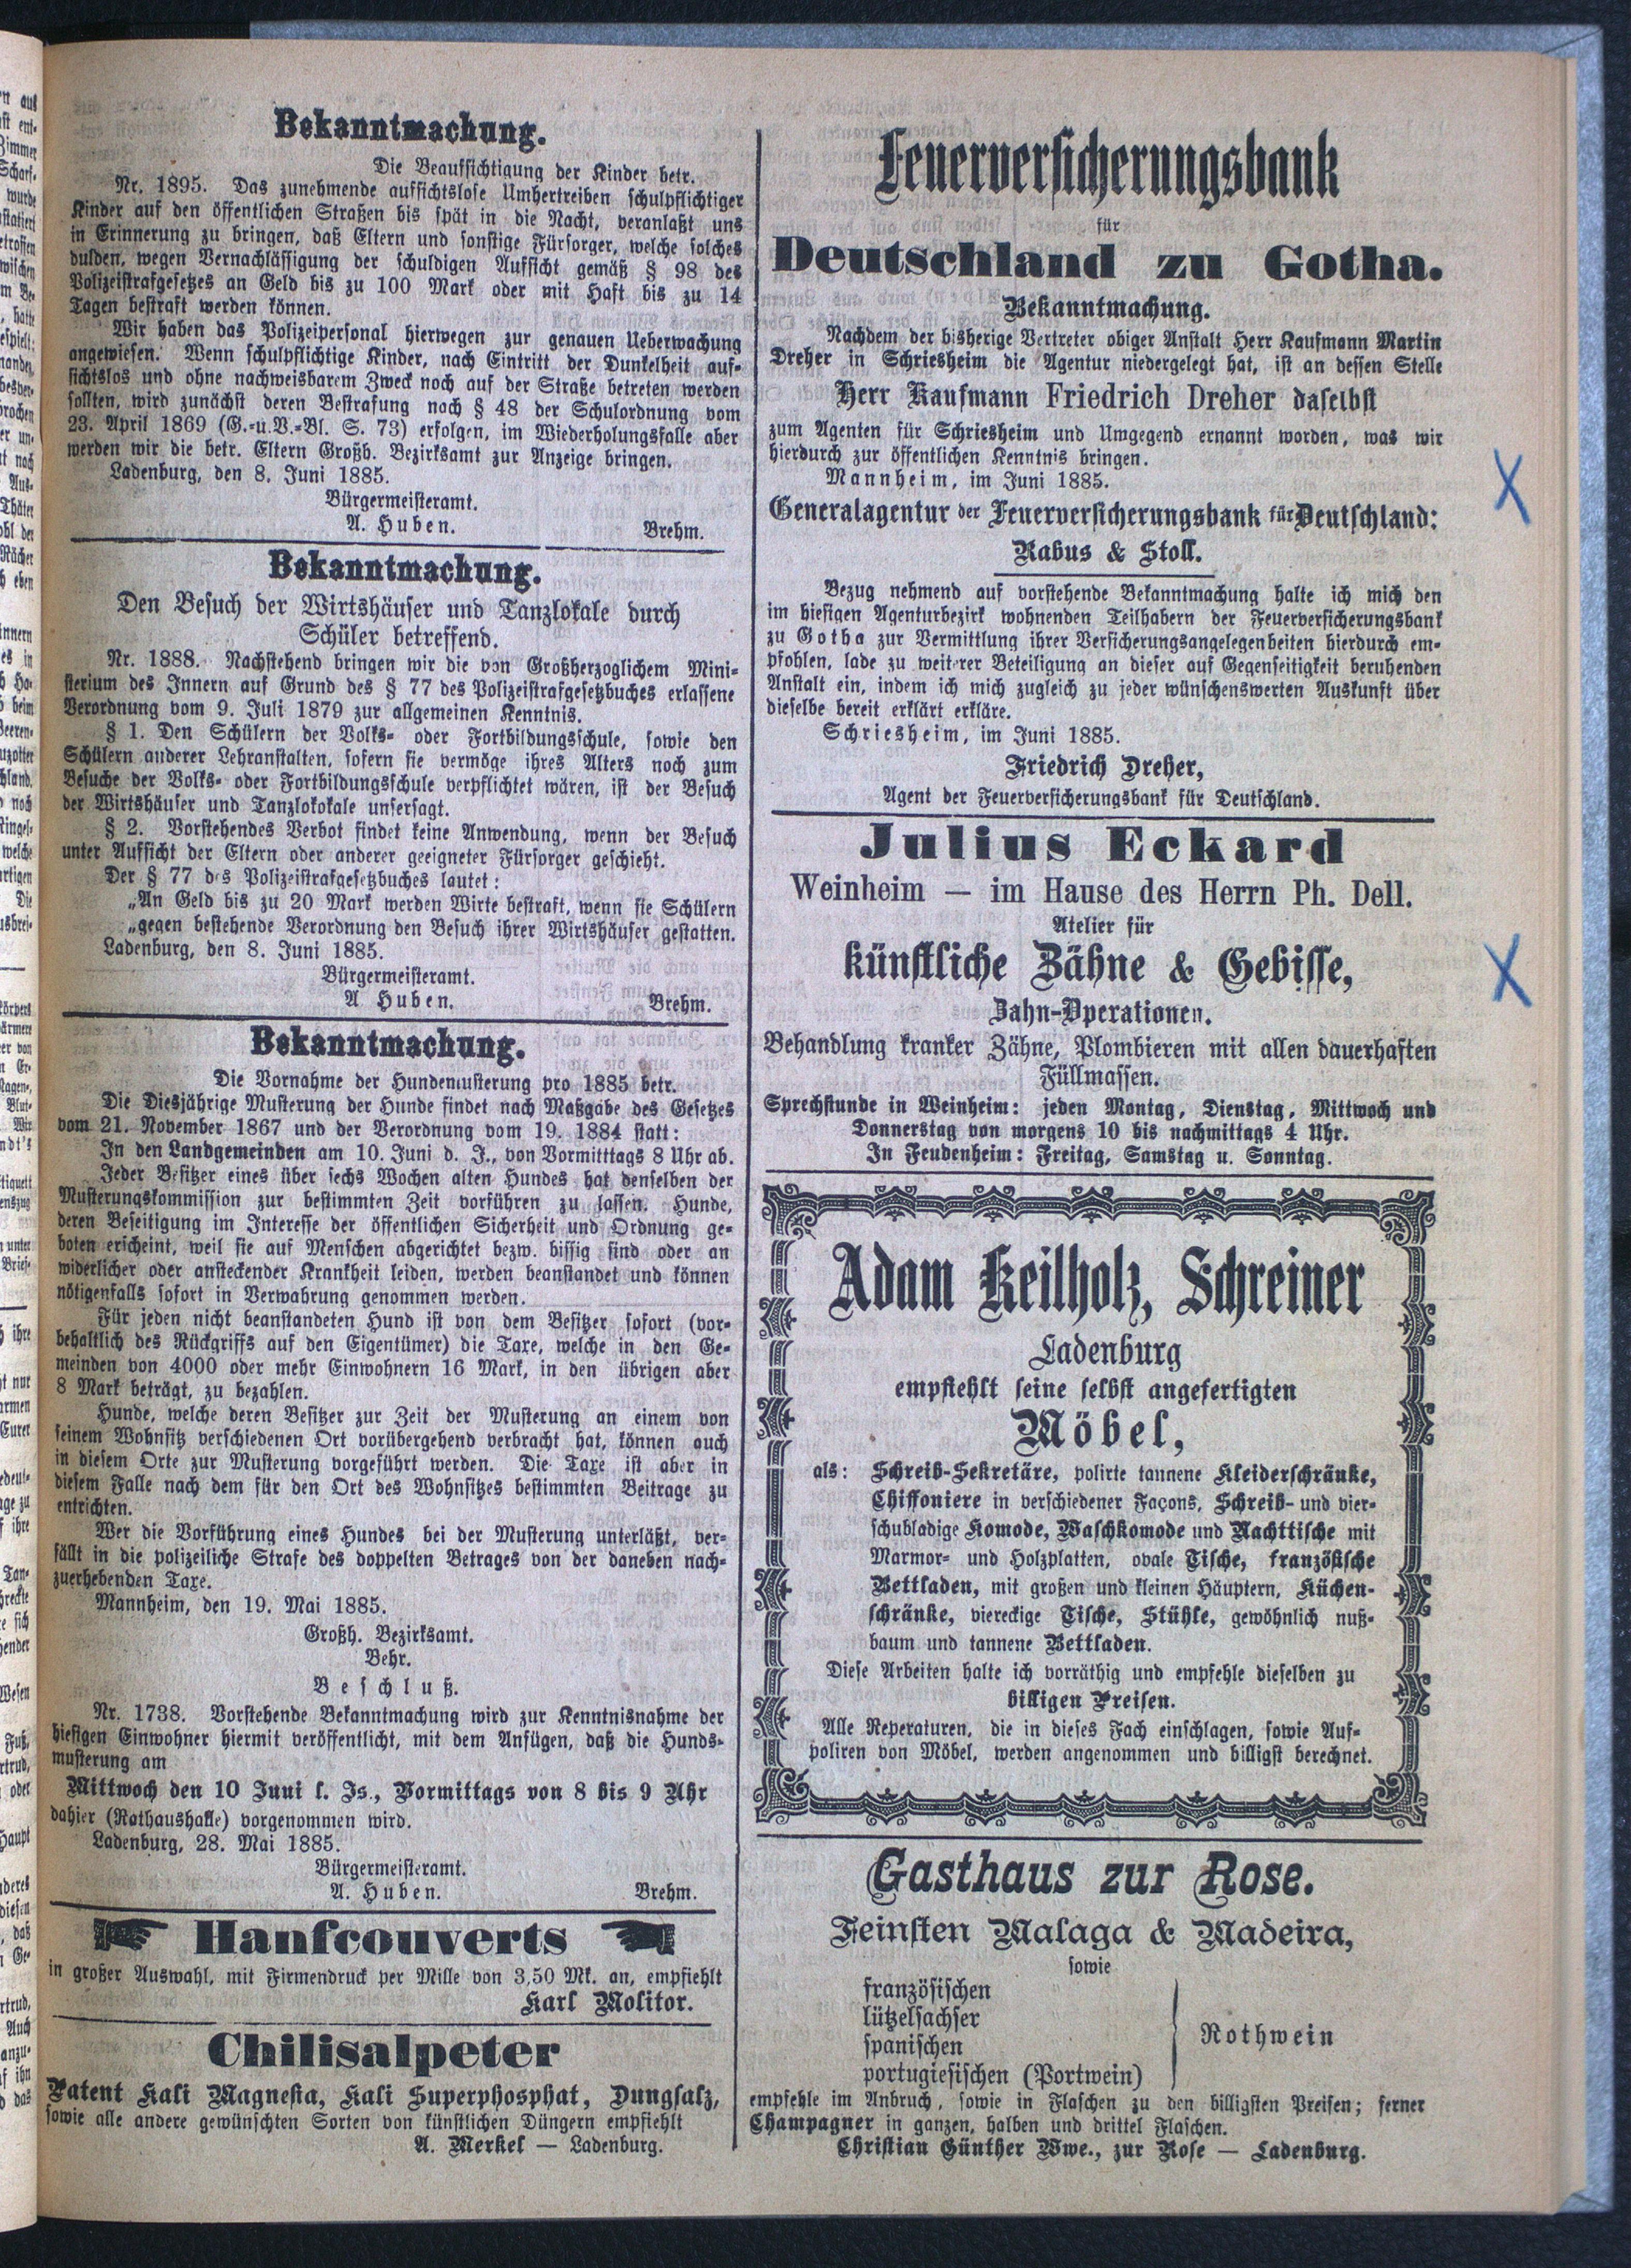 Bekanntmachung.
Die Beaufsichtigung der Kinder betr.
Nr. 1895. Das zunehmende aufsichtslose Umhertreiben schulpflichtiger
Kinder auf den öffentlichen Straßen bis spät in die Nacht, veranlaßt uns
in Erinnerung zu bringen, daß Eltern und sonstige Fürsorger, welche solches
dulden, wegen Vernachlässigung der schuldigen Aufsicht gemäß § 98 des
Polizeistrafgesetzes an Geld bis zu 100 Mark oder mit Haft bis zu 14
Tagen bestraft werden können.
Wir haben das Polizeipersonal hierwegen zur genauen Ueberwachung
angewiesen. Wenn schulpflichtige Kinder, nach Eintritt der Dunkelheit auf-
sichtslos und ohne nachweisbarem Zweck noch auf der Straße betreten werden
sollten, wird zunächst deren Bestrafung nach § 48 der Schulordnung vom
23. April 1869 (G.=u.V.=Bl. S. 73) erfolgen, im Wiederholungsfalle aber
werden wir die betr. Eltern Großh. Bezirksamt zur Anzeige bringen.
Ladenburg, den 8. Juni 1885.
Bürgermeisteramt.
A. Huben. Brehm.
Bekanntmachung.
Den Besuch der Wirtshäuser und Tanzlokale durch
Schüler betreffend.
Nr. 1888. Nachstehend bringen wir die von Großherzoglichem Mini-
sterium des Innern auf Grund des § 77 des Polizeistrafgesetzbuches erlassene
Verordnung vom 9. Juli 1879 zur allgemeinen Kenntnis.
§ 1. Den Schülern der Volks- oder Fortbildungsschule, sowie den
Schülern anderer Lehranstalten, sofern sie vermöge ihres Alters noch zum
Besuche der Volks- oder Fortbildungsschule verpflichtet wären, ist der Besuch
der Wirtshäuser und Tanzlokokale unsersagt.
§ 2. Vorstehendes Verbot findet keine Anwendung, wenn der Besuch
unter Aufsicht der Eltern oder anderer geeigneter Fürsorger geschieht.
Der § 77 des Polizeistrafgesetzbuches lautet:
„An Geld bis zu 20 Mark werden Wirte bestraft, wenn sie Schülern
„gegen bestehende Verordnung den Besuch ihrer Wirtshäuser gestatten.
Ladenburg, den 8. Juni 1885.
Bürgermeisteramt.
A Huben. Brehm.
Bekanntmachung.
Die Vornahme der Hundemusterung pro 1885 betr.
Die Diesjährige Musterung der Hunde findet nach Maßgabe des Gesetzes
vom 21. November 1867 und der Verordnung vom 19. 1884 statt:
In den Landgemeinden am 10. Juni d. J., von Vormitttags 8 Uhr ab.
Jeder Besitzer eines über sechs Wochen alten Hundes hat denselben der
Musterungskommission zur bestimmten Zeit vorführen zu lassen. Hunde,
deren Beseitigung im Interesse der öffentlichen Sicherheit und Ordnung ge-
boten erscheint, weil sie auf Menschen abgerichtet bezw. bissig sind oder an
widerlicher oder ansteckender Krankheit leiden, werden beanstandet und können
nötigenfalls sofort in Verwahrung genommen werden.
Für jeden nicht beanstandeten Hund ist von dem Besitzer sofort (vor-
behaltlich des Rückgriffs auf den Eigentümer) die Taxe, welche in den Ge-
meinden von 4000 oder mehr Einwohnern 16 Mark, in den übrigen aber
8 Mark beträgt, zu bezahlen.
Hunde, welche deren Besitzer zur Zeit der Musterung an einem von
seinem Wohnsitz verschiedenen Ort vorübergehend verbracht hat, können auch
in diesem Orte zur Musterung vorgeführt werden. Die Taxe ist aber in
diesem Falle nach dem für den Ort des Wohnsitzes bestimmten Beitrage zu
entrichten.
Wer die Vorführung eines Hundes bei der Musterung unterläßt, ver-
fällt in die polizeiliche Strafe des doppelten Betrages von der daneben nach-
zuerhebenden Taxe.
Mannheim, den 19. Mai 1885.
Großh. Bezirksamt.
Behr.
Beschluß.
Nr. 1738. Vorstehende Bekanntmachung wird zur Kenntnisnahme der
hiesigen Einwohner hiermit veröffentlicht, mit dem Anfügen, daß die Hunds-
musterung am
Mittwoch den 10 Juni l. Js., Vormittags von 8 bis 9 Uhr
dahier (Rathaushalle) vorgenommen wird.
Ladenburg, 28. Mai 1885.
Bürgermeisteramt.
A. Huben. Brehm.
Hanfcouverts
in großer Auswahl, mit Firmendruck per Mille von 3,50 Mk. an, empfiehlt
Karl Molitor.
Chilisalpeter
Patent Kali Magnesia, Kali Superphosphat, Dungsalz,
sowie alle andere gewünschten Sorten von künstlichen Düngern empfiehlt
A. Merkel — Ladenburg.
Feuerversicherungsbank
für
Deutschland zu Gotha.
Bekanntmachung.
Nachdem der bisherige Vertreter obiger Anstalt Herr Kaufmann Martin
Dreher in Schriesheim die Agentur niedergelegt hat, ist an dessen Stelle
Herr Kaufmann Friedrich Dreher daselbst
zum Agenten für Schriesheim und Umgegend ernannt worden, was wir
hierdurch zur öffentlichen Kenntnis bringen.
Mannheim, im Juni 1885.
Generalagentur der Feuerversicherungsbank für Deutschland:
Rabus & Stoll.
Bezug nehmend auf vorstehende Bekanntmachung halte ich mich den
im hiesigen Agenturbezirk wohnenden Teilhabern der Feuerversicherungsbank
zu Gotha zur Vermittlung ihrer Versicherungsangelegenheiten hierdurch em-
pfohlen, lade zu weiterer Beteiligung an dieser auf Gegenseitigkeit beruhenden
Anstalt ein, indem ich mich zugleich zu jeder wünschenswerten Auskunft über
dieselbe bereit erklärt erkläre.
Schriesheim, im Juni 1885.
Friedrich Dreher,
Agent der Feuerversicherungsbank für Deutschland.
Julius Eckard
Weinheim — im Hause des Herrn Ph. Dell.
Atelier für
künstliche Zähne & Gebisse,
Zahn-Operationen.
Behandlung kranker Zähne, Plombieren mit allen dauerhaften
Füllmassen.
Sprechstunde in Weinheim: jeden Montag, Dienstag, Mittwoch und
Donnerstag von morgens 10 bis nachmittags 4 Uhr.
In Feudenheim: Freitag, Samstag u. Sonntag.
Adam Keilholz, Schreiner
Ladenburg
empfiehlt seine selbst angefertigten
Möbel,
als: Schreib-Sekretäre, polirte tannene Kleiderschränke,
Chiffoniere in verschiedener Façons, Schreib- und vier-
schubladige Komode, Waschkomode und Nachttische mit
Marmor- und Holzplatten, ovale Tische, französische
Bettladen, mit großen und kleinen Häuptern, Küchen-
schränke, viereckige Tische, Stühle, gewöhnlich nuß-
baum und tannene Bettladen.
Diese Arbeiten halte ich vorräthig und empfehle dieselben zu
billigen Preisen.
Alle Reperaturen, die in dieses Fach einschlagen, sowie Auf-
poliren von Möbel, werden angenommen und billigst berechnet.
Gasthaus zur Rose.
Feinsten Malaga & Madeira,
sowie
französischen
lützelsachser
spanischen
portugiesischen (Portwein)
Rothwein
empfehle im Anbruch, sowie in Flaschen zu den billigsten Preisen; ferner
Champagner in ganzen, halben und drittel Flaschen.
Christian Günther Wwe., zur Rose — Ladenburg.